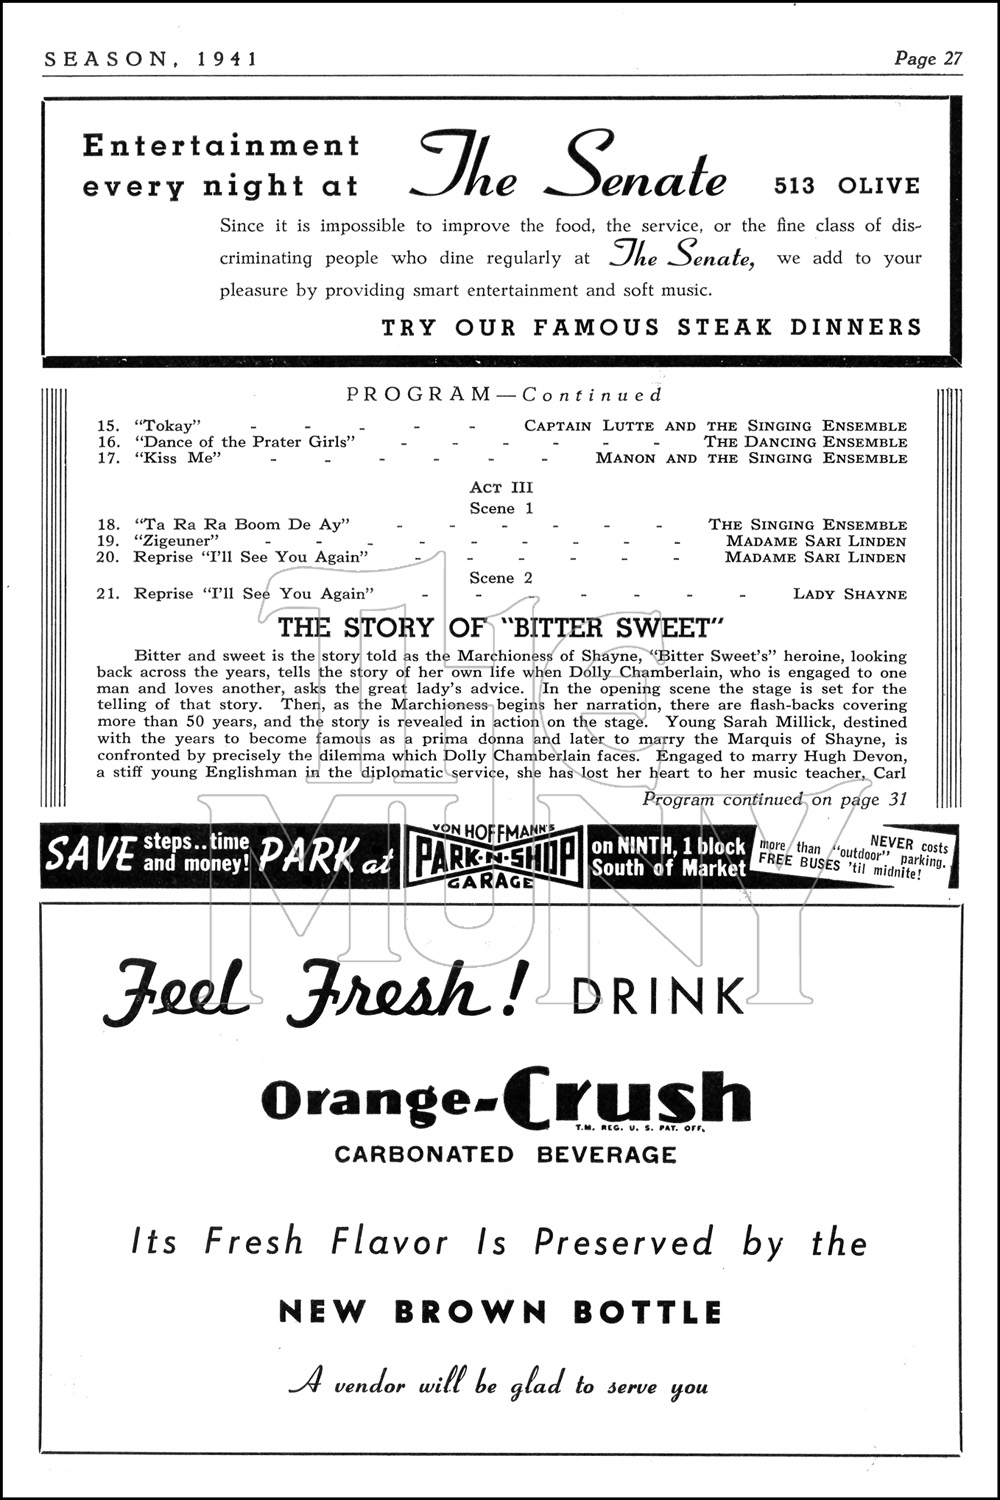 SEASON, 1941 Page 27
Entertainment
every night at The Senate 513 OLIVE
Since it is impossible to improve the food, the service, or the fine class of dis-
criminating people who dine regularly at The Senate, we add to your
pleasure by providing smart entertainment and soft music.
TRY OUR FAMOUS STEAK DINNERS
PROGRAM—Continued
15. "Tokay" - - - - - CAPTAIN LUTTE AND THE SINGING ENSEMBLE
16. "Dance of the Prater Girls" - - - - - - THE DANCING ENSEMBLE
17. "Kiss Me" - - - - - - MANON AND THE SINGING ENSEMBLE
ACT III
Scene 1
18. "Ta Ra Ra Boom De Ay" - - - - - - THE SINGING ENSEMBLE
19. "Zigeuner" - - - - - - - - - MADAME SARI LINDEN
20. Reprise "I'll See You Again" - - - - - - MADAME SARI LINDEN
Scene 2
21. Reprise "I'll See You Again" - - - - - - - LADY SHAYNE
THE STORY OF "BITTER SWEET"
Bitter and sweet is the story told as the Marchioness of Shayne, "Bitter Sweet's" heroine, looking
back across the years, tells the story of her own life when Dolly Chamberlain, who is engaged to one
man and loves another, asks the great lady's advice. In the opening scene the stage is set for the
telling of that story. Then, as the Marchioness begins her narration, there are flash-backs covering
more than 50 years, and the story is revealed in action on the stage. Young Sarah Millick, destined
with the years to become famous as a prima donna and later to marry the Marquis of Shayne, is
confronted by precisely the dilemma which Dolly Chamberlain faces. Engaged to marry Hugh Devon,
a stiff young Englishman in the diplomatic service, she has lost her heart to her music teacher, Carl
Program continued on page 31
SAVE steps..time and money! PARK at
VON HOFFMANN'S
PARK-N-SHOP
GARAGE
on NINTH, 1 block
South of Market
NEVER costs
more than "outdoor" parking.
FREE BUSES 'til midnite!
THE
MUNY
Feel Fresh! DRINK
Orange-Crush
T.M. REG. U. S. PAT. OFF.
CARBONATED BEVERAGE
Its Fresh Flavor Is Preserved by the
NEW BROWN BOTTLE
A vendor will be glad to serve you